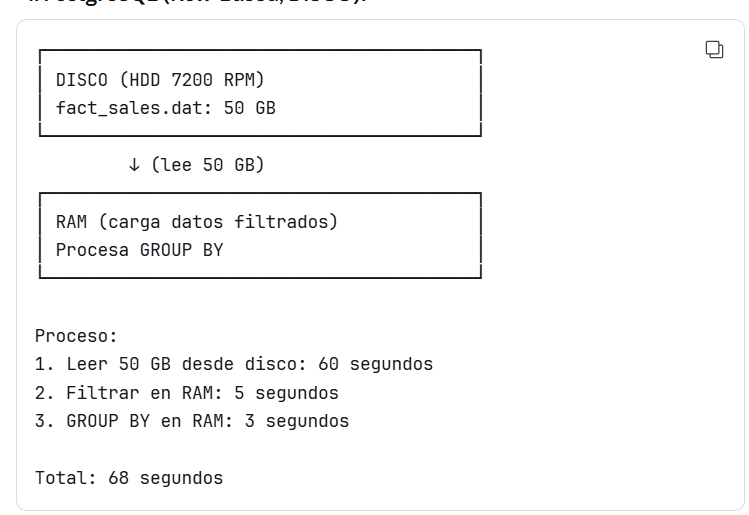 DISCO (HDD 7200 RPM)
fact_sales.dat: 50 GB
↓ (lee 50 GB)
RAM (carga datos filtrados)
Procesa GROUP BY
Proceso:
1. Leer 50 GB desde disco: 60 segundos
2. Filtrar en RAM: 5 segundos
3. GROUP BY en RAM: 3 segundos
Total: 68 segundos